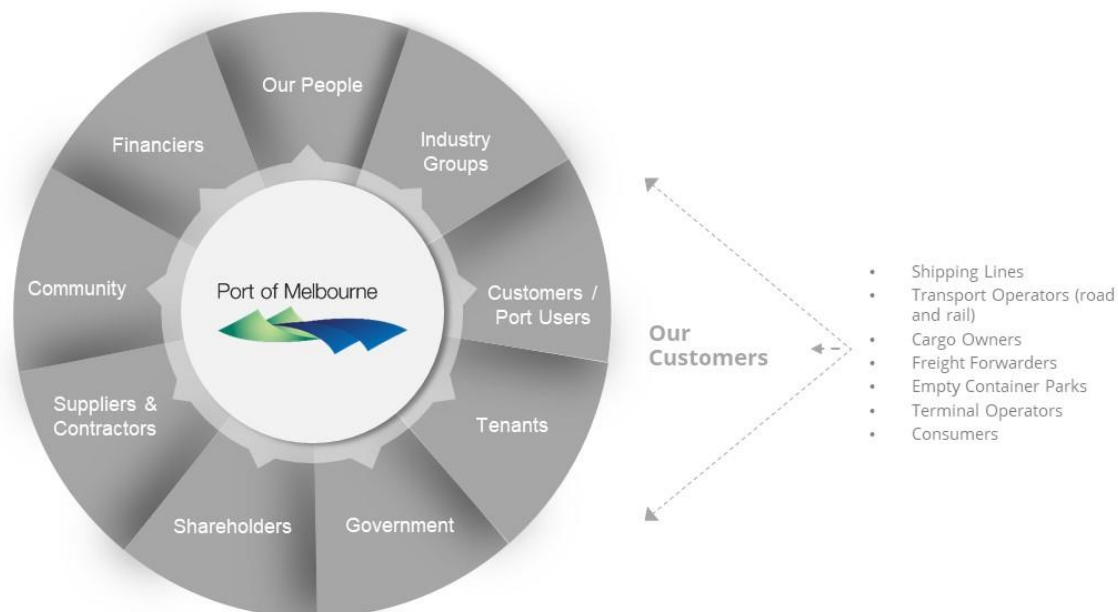 Our People
Industry
Groups
Customers /
Port Users
Tenants
Government
Shareholders
Suppliers &
Contractors
Community
Financiers
Port of Melbourne
Our
Customers
• Shipping Lines
• Transport Operators (road
and rail)
• Cargo Owners
• Freight Forwarders
• Empty Container Parks
• Terminal Operators
• Consumers